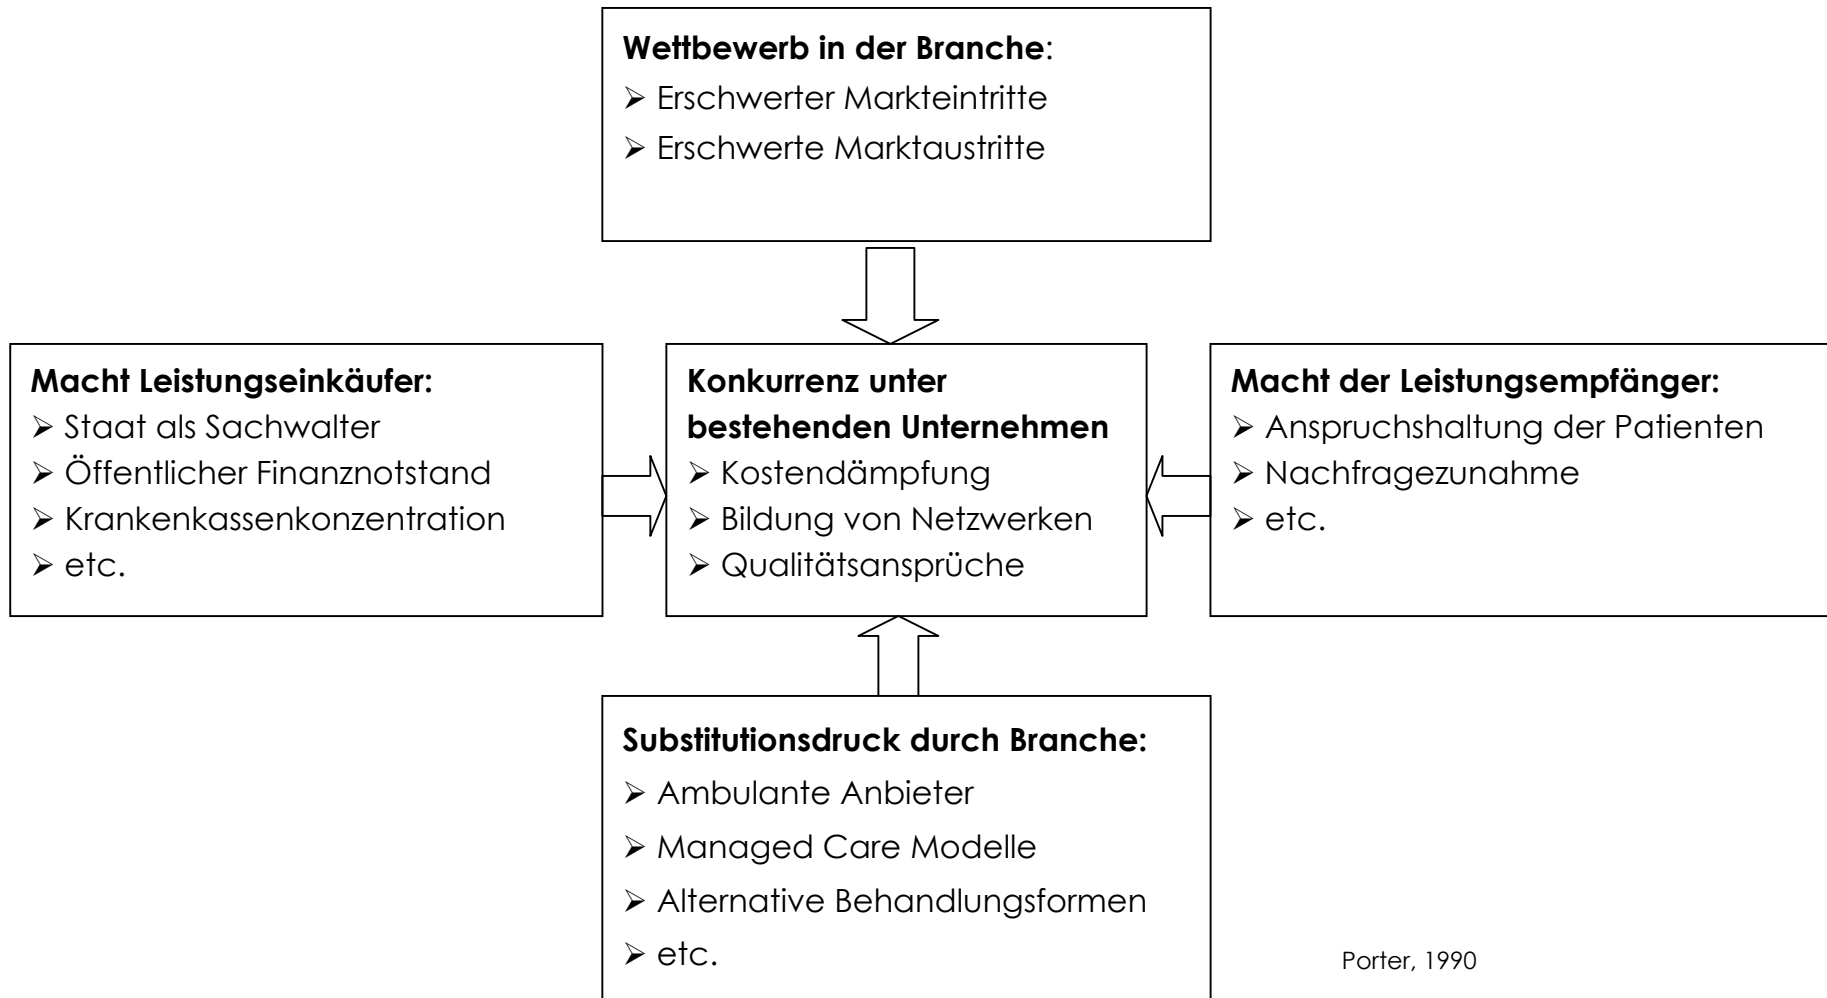 Wettbewerb in der Branche:
➢ Erschwerter Markteintritte
➢ Erschwerte Marktaustritte
Macht Leistungseinkäufer:
➢ Staat als Sachwalter
➢ Öffentlicher Finanznotstand
➢ Krankenkassenkonzentration
➢ etc.
Konkurrenz unter
bestehenden Unternehmen
➢ Kostendämpfung
➢ Bildung von Netzwerken
➢ Qualitätsansprüche
Macht der Leistungsempfänger:
➢ Anspruchshaltung der Patienten
➢ Nachfragezunahme
➢ etc.
Substitutionsdruck durch Branche:
➢ Ambulante Anbieter
➢ Managed Care Modelle
➢ Alternative Behandlungsformen
➢ etc.
Porter, 1990